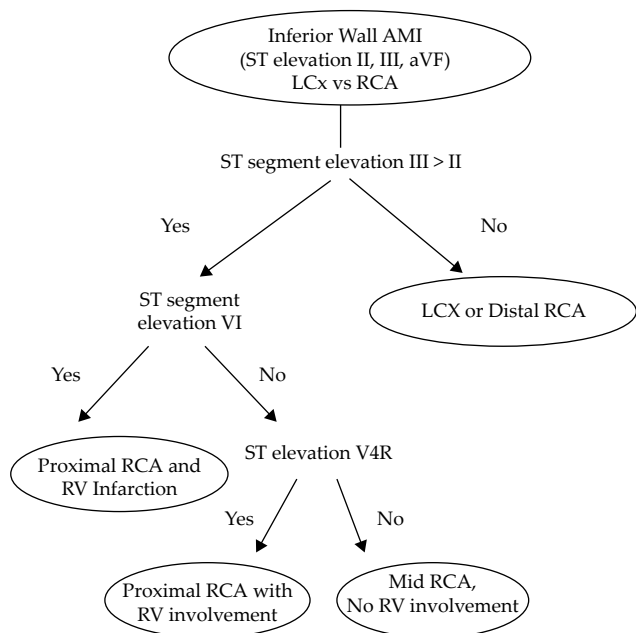 Inferior Wall AMI
(ST elevation II, III, aVF)
LCx vs RCA
ST segment elevation III > II
Yes
No
ST segment
elevation VI
LCX or Distal RCA
Yes
No
Proximal RCA and
RV Infarction
ST elevation V4R
Yes
No
Proximal RCA with
RV involvement
Mid RCA,
No RV involvement